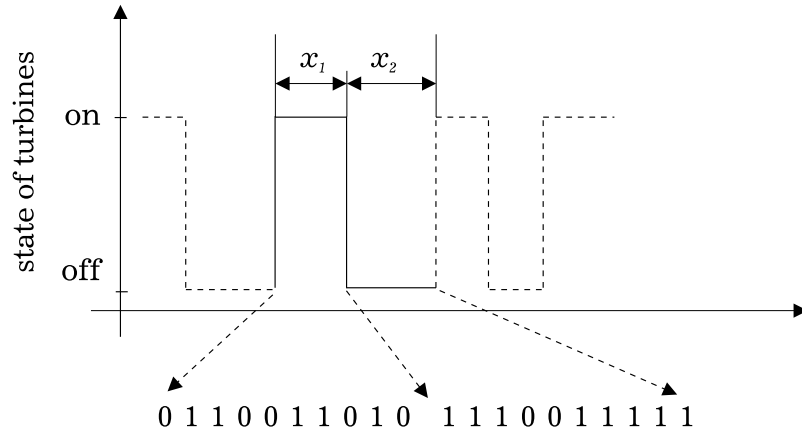 x₁ x₂
state of turbines
on
off
0 1 1 0 0 1 1 0 1 0 1 1 1 0 0 1 1 1 1 1